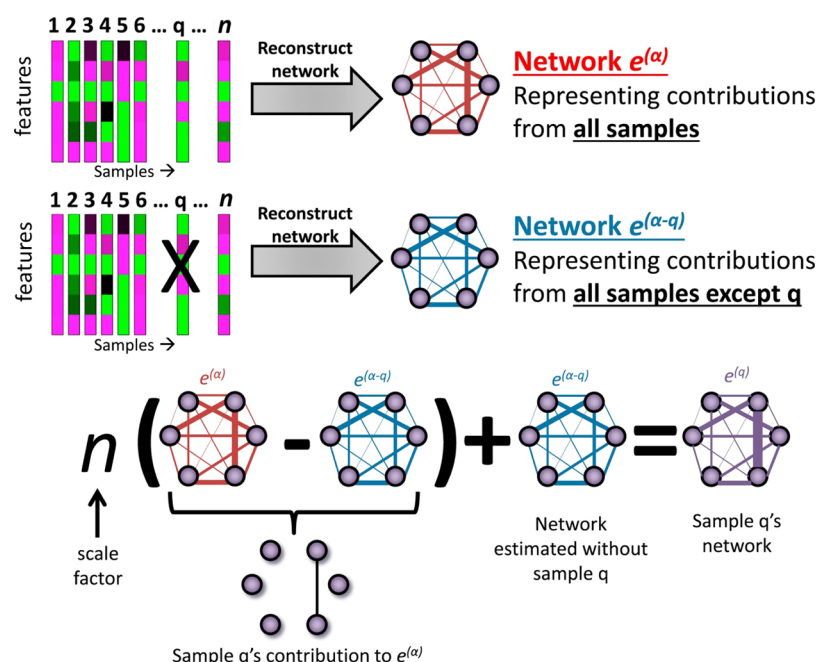 1 2 3 4 5 6 ... q ... n
features
Samples →
Reconstruct
network
Network e(α)
Representing contributions
from all samples
1 2 3 4 5 6 ... q ... n
features
X
Samples →
Reconstruct
network
Network e(α-q)
Representing contributions
from all samples except q
n ( e(α) - e(α-q) ) + e(α-q) = e(q)
scale
factor
Network
estimated without
sample q
Sample q's
network
Sample q's contribution to e(α)